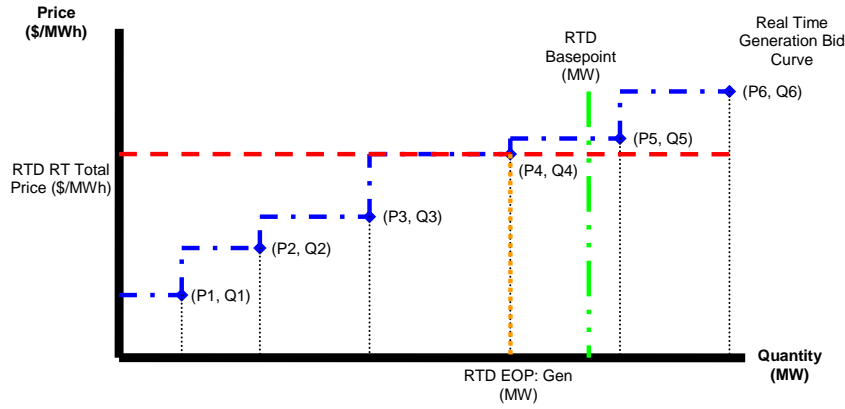 Price
($/MWh)
RTD
Basepoint
(MW)
Real Time
Generation Bid
Curve
(P6, Q6)
(P5, Q5)
RTD RT Total
Price ($/MWh)
(P4, Q4)
(P3, Q3)
(P2, Q2)
(P1, Q1)
Quantity
(MW)
RTD EOP: Gen
(MW)